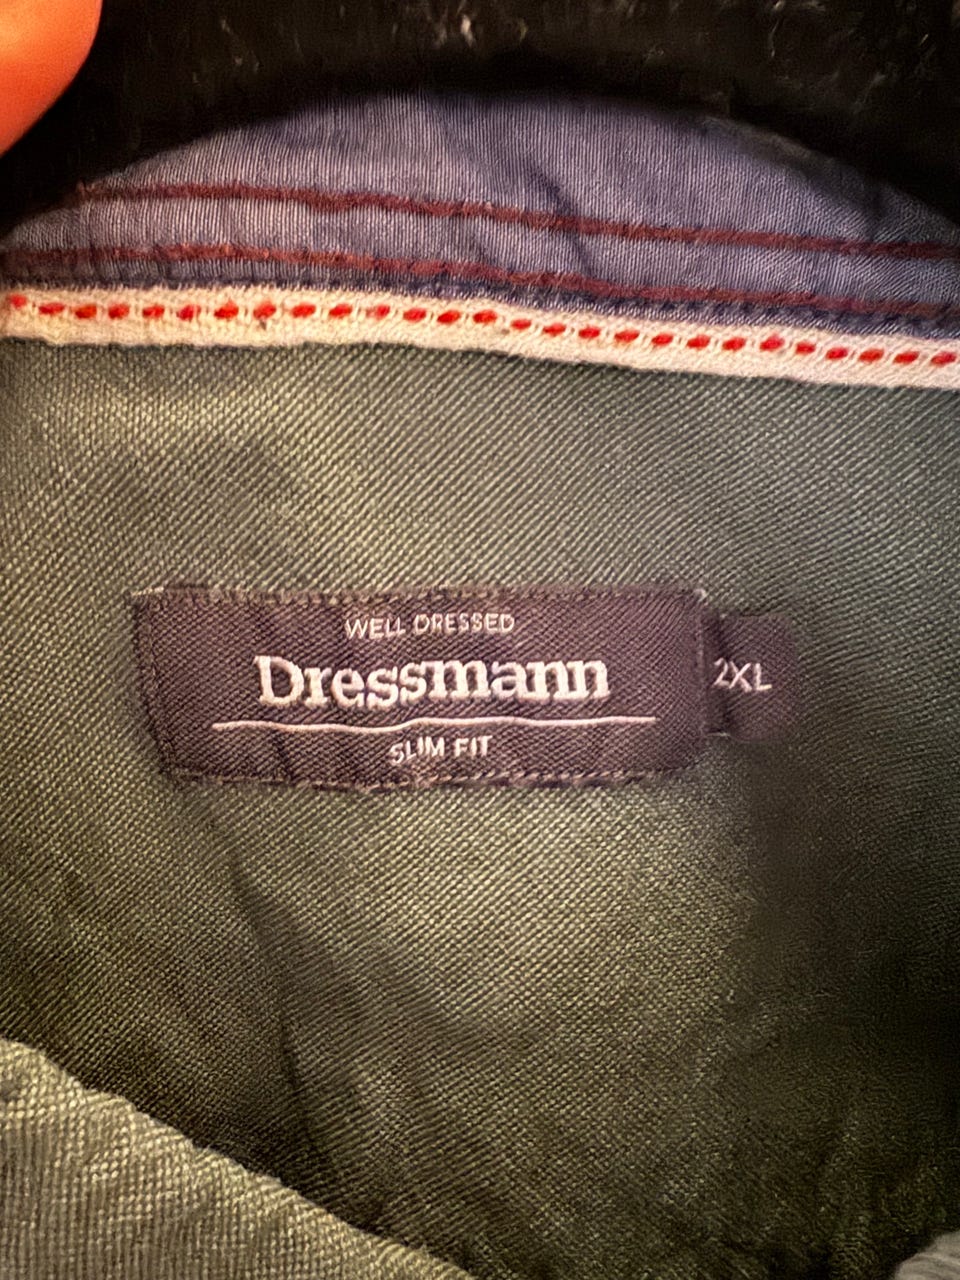 WELL DRESSED
Dressmann
SLIM FIT
2XL